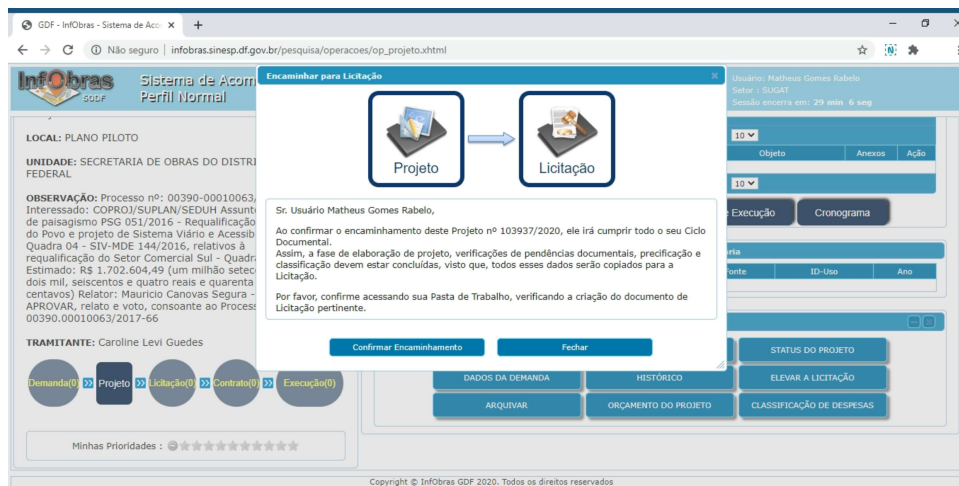 GDF - InfObras - Sistema de Aco
Não seguro | infobras.sinesp.df.gov.br/pesquisa/operacoes/op_projeto.xhtml
InfObras
SODF
Sistema de Acom
Perfil Normal
Usuário: Matheus Gomes Rabelo
Setor : SUGAT
Sessão encerra em: 29 min 6 seg
LOCAL: PLANO PILOTO
UNIDADE: SECRETARIA DE OBRAS DO DISTRI
FEDERAL
OBSERVAÇÃO: Processo nº: 00390-00010063,
Interessado: COPROJ/SUPLAN/SEDUH Assunt
de paisagismo PSG 051/2016 - Requalificação
do Povo e projeto de Sistema Viário e Acessib
Quadra 04 - SIV-MDE 144/2016, relativos à
requalificação do Setor Comercial Sul - Quadr
Estimado: R$ 1.702.604,49 (um milhão setec
dois mil, seiscentos e quatro reais e quarenta
centavos) Relator: Mauricio Canovas Segura -
APROVAR, relato e voto, consoante ao Process
00390.00010063/2017-66
TRAMITANTE: Caroline Levi Guedes
Demanda(0) Projeto Licitação(0) Contrato(0) Execução(0)
Minhas Prioridades :
Encaminhar para Licitação
Projeto
Licitação
Sr. Usuário Matheus Gomes Rabelo,
Ao confirmar o encaminhamento deste Projeto nº 103937/2020, ele irá cumprir todo o seu Ciclo
Documental.
Assim, a fase de elaboração de projeto, verificações de pendências documentais, precificação e
classificação devem estar concluídas, visto que, todos esses dados serão copiados para a
Licitação.
Por favor, confirme acessando sua Pasta de Trabalho, verificando a criação do documento de
Licitação pertinente.
Confirmar Encaminhamento Fechar
10
Objeto Anexos Ação
10
Execução Cronograma
ria
Fonte ID-Uso Ano
STATUS DO PROJETO
DADOS DA DEMANDA HISTÓRICO ELEVAR A LICITAÇÃO
ARQUIVAR ORÇAMENTO DO PROJETO CLASSIFICAÇÃO DE DESPESAS
Copyright © InfObras GDF 2020. Todos os direitos reservados